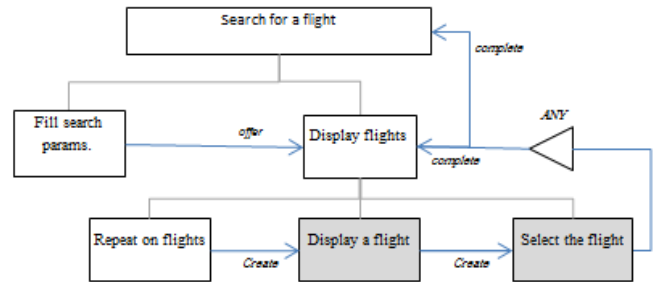 Search for a flight
complete
Fill search
params.
offer
Display flights
complete
ANY
Repeat on flights
Create
Display a flight
Create
Select the flight